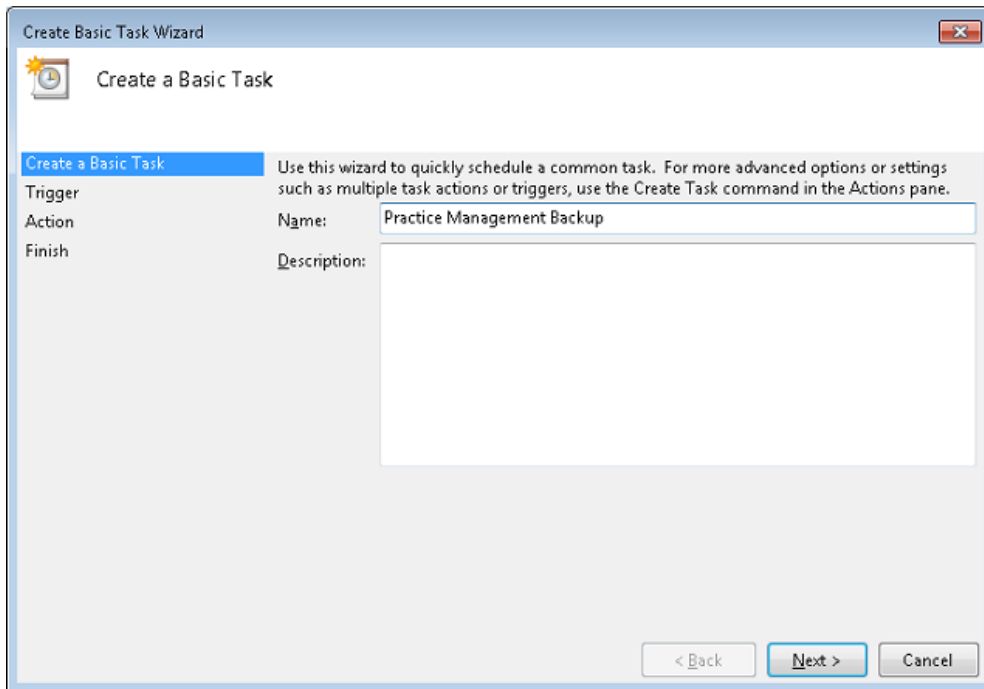 Create Basic Task Wizard
Create a Basic Task
Create a Basic Task
Trigger
Action
Finish
Use this wizard to quickly schedule a common task. For more advanced options or settings
such as multiple task actions or triggers, use the Create Task command in the Actions pane.
Name: Practice Management Backup
Description:
< Back Next > Cancel